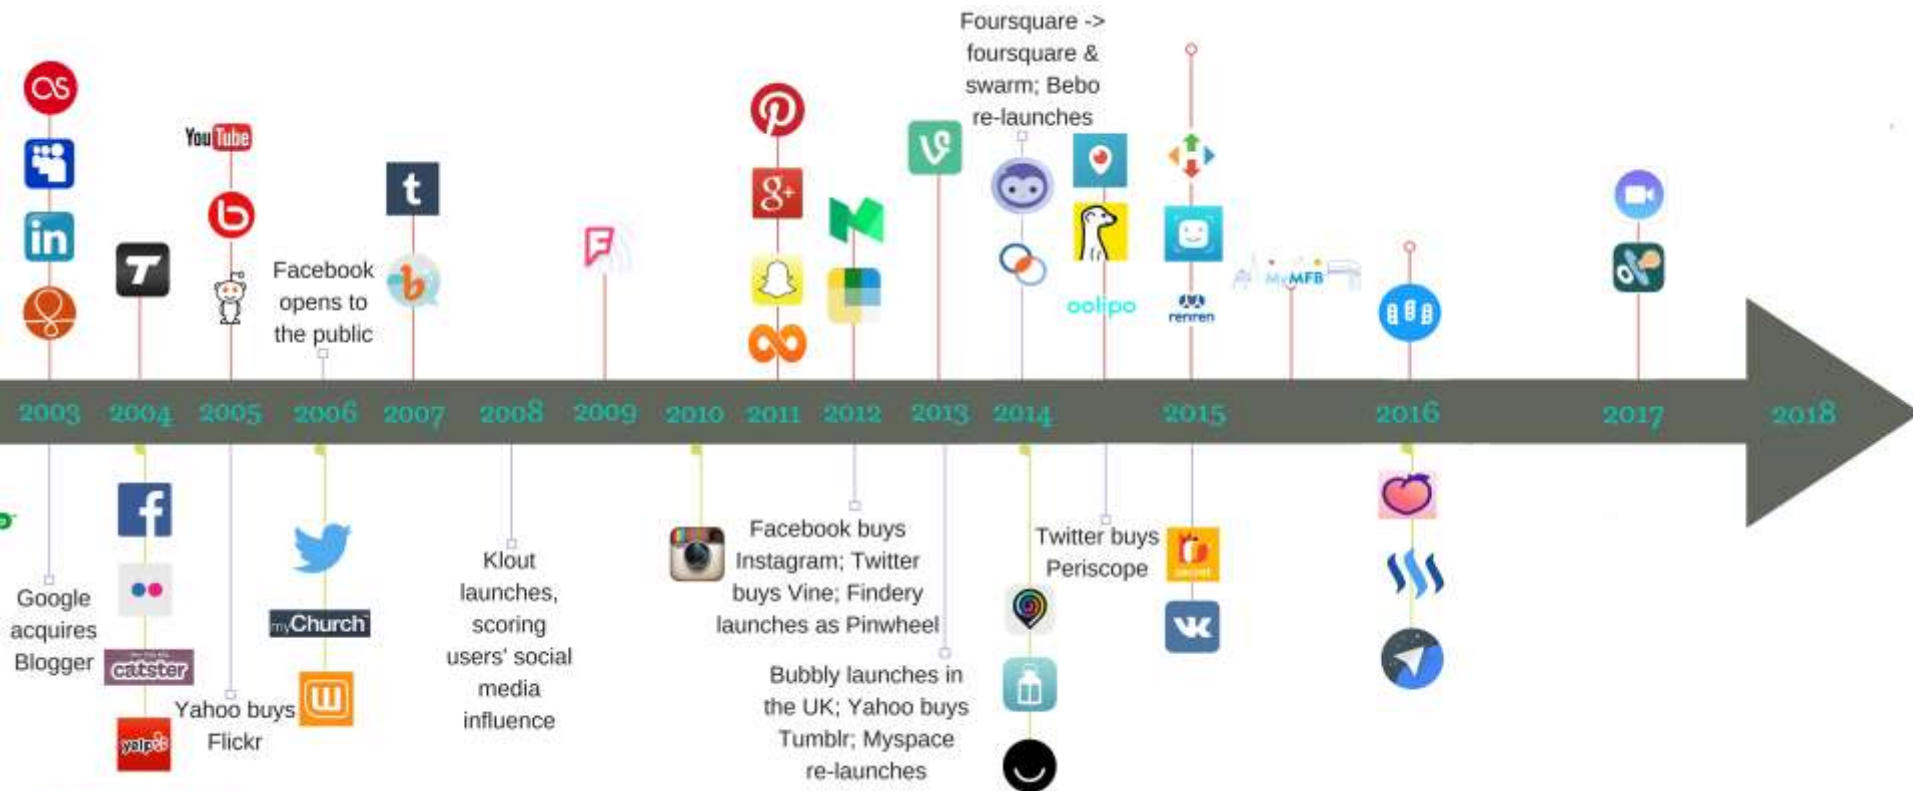 Foursquare ->
foursquare &
swarm; Bebo
re-launches
You Tube
in
T
t
g+
Facebook
opens to
the public
b
F
MyMFB
oolipo
renren
2003 2004 2005 2006 2007 2008 2009 2010 2011 2012 2013 2014 2015 2016 2017 2018
f
Google
acquires
Blogger
catster
yelp
Yahoo buys
Flickr
myChurch
w
Klout
launches,
scoring
users' social
media
influence
Facebook buys
Instagram; Twitter
buys Vine; Findery
launches as Pinwheel
Bubbly launches in
the UK; Yahoo buys
Tumblr; Myspace
re-launches
Twitter buys
Periscope
secret
VK